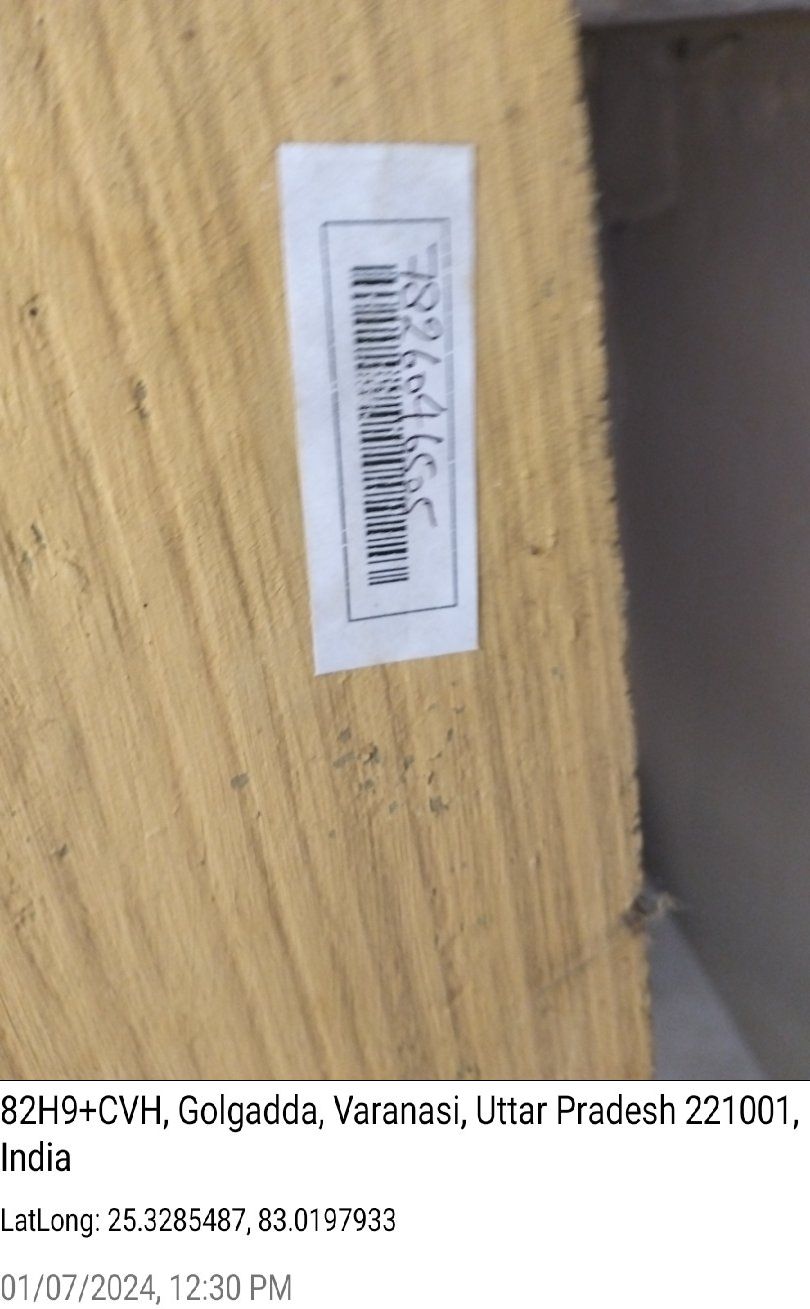 7826046505
82H9+CVH, Golgadda, Varanasi, Uttar Pradesh 221001,
India
LatLong: 25.3285487, 83.0197933
01/07/2024, 12:30 PM